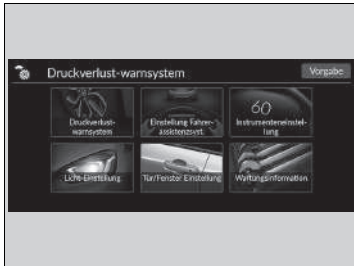 Druckverlust-warnsystem
Vorgabe
Druckverlust-
warnsystem
Einstellung Fahrer-
assistenzsyst.
60
Instrumenteneinstel-
lung
Licht-Einstellung
Tür/Fenster Einstellung
Wartungsinformation